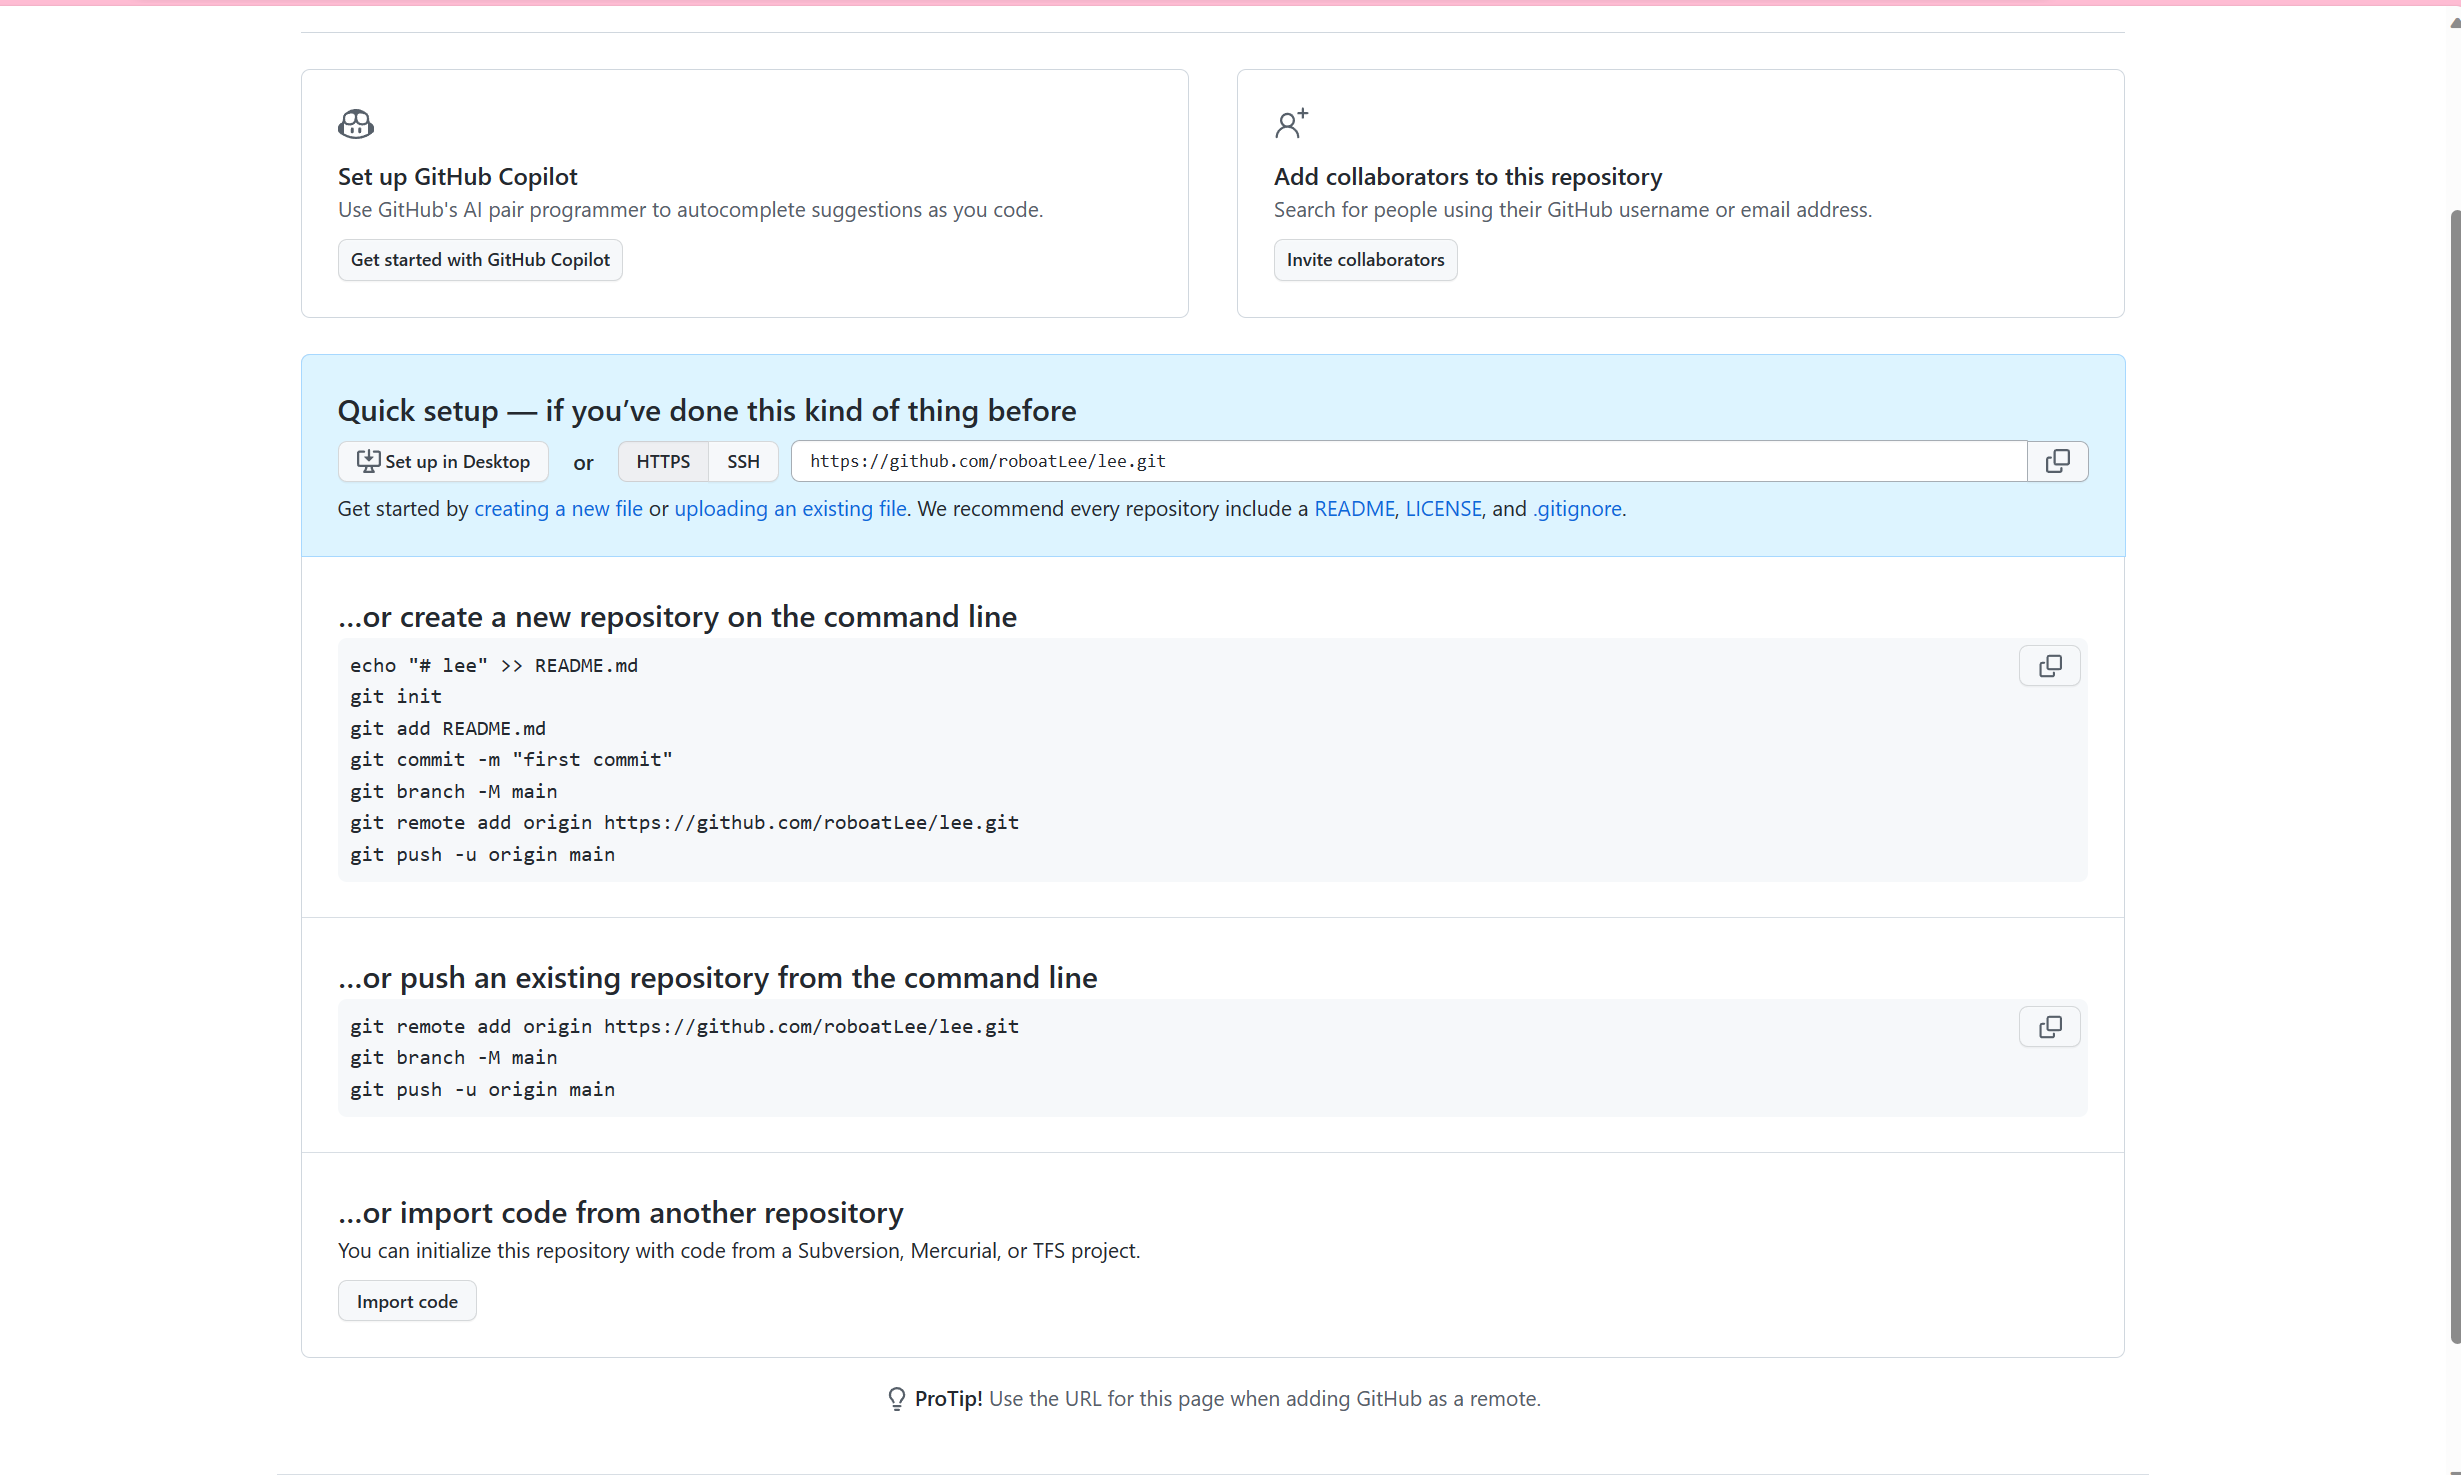 Set up GitHub Copilot
Use GitHub's AI pair programmer to autocomplete suggestions as you code.
Get started with GitHub Copilot
Add collaborators to this repository
Search for people using their GitHub username or email address.
Invite collaborators
Quick setup — if you’ve done this kind of thing before
Set up in Desktop or HTTPS SSH https://github.com/roboatLee/lee.git
Get started by creating a new file or uploading an existing file. We recommend every repository include a README, LICENSE, and .gitignore.
…or create a new repository on the command line
echo "# lee" >> README.md
git init
git add README.md
git commit -m "first commit"
git branch -M main
git remote add origin https://github.com/roboatLee/lee.git
git push -u origin main
…or push an existing repository from the command line
git remote add origin https://github.com/roboatLee/lee.git
git branch -M main
git push -u origin main
…or import code from another repository
You can initialize this repository with code from a Subversion, Mercurial, or TFS project.
Import code
ProTip! Use the URL for this page when adding GitHub as a remote.